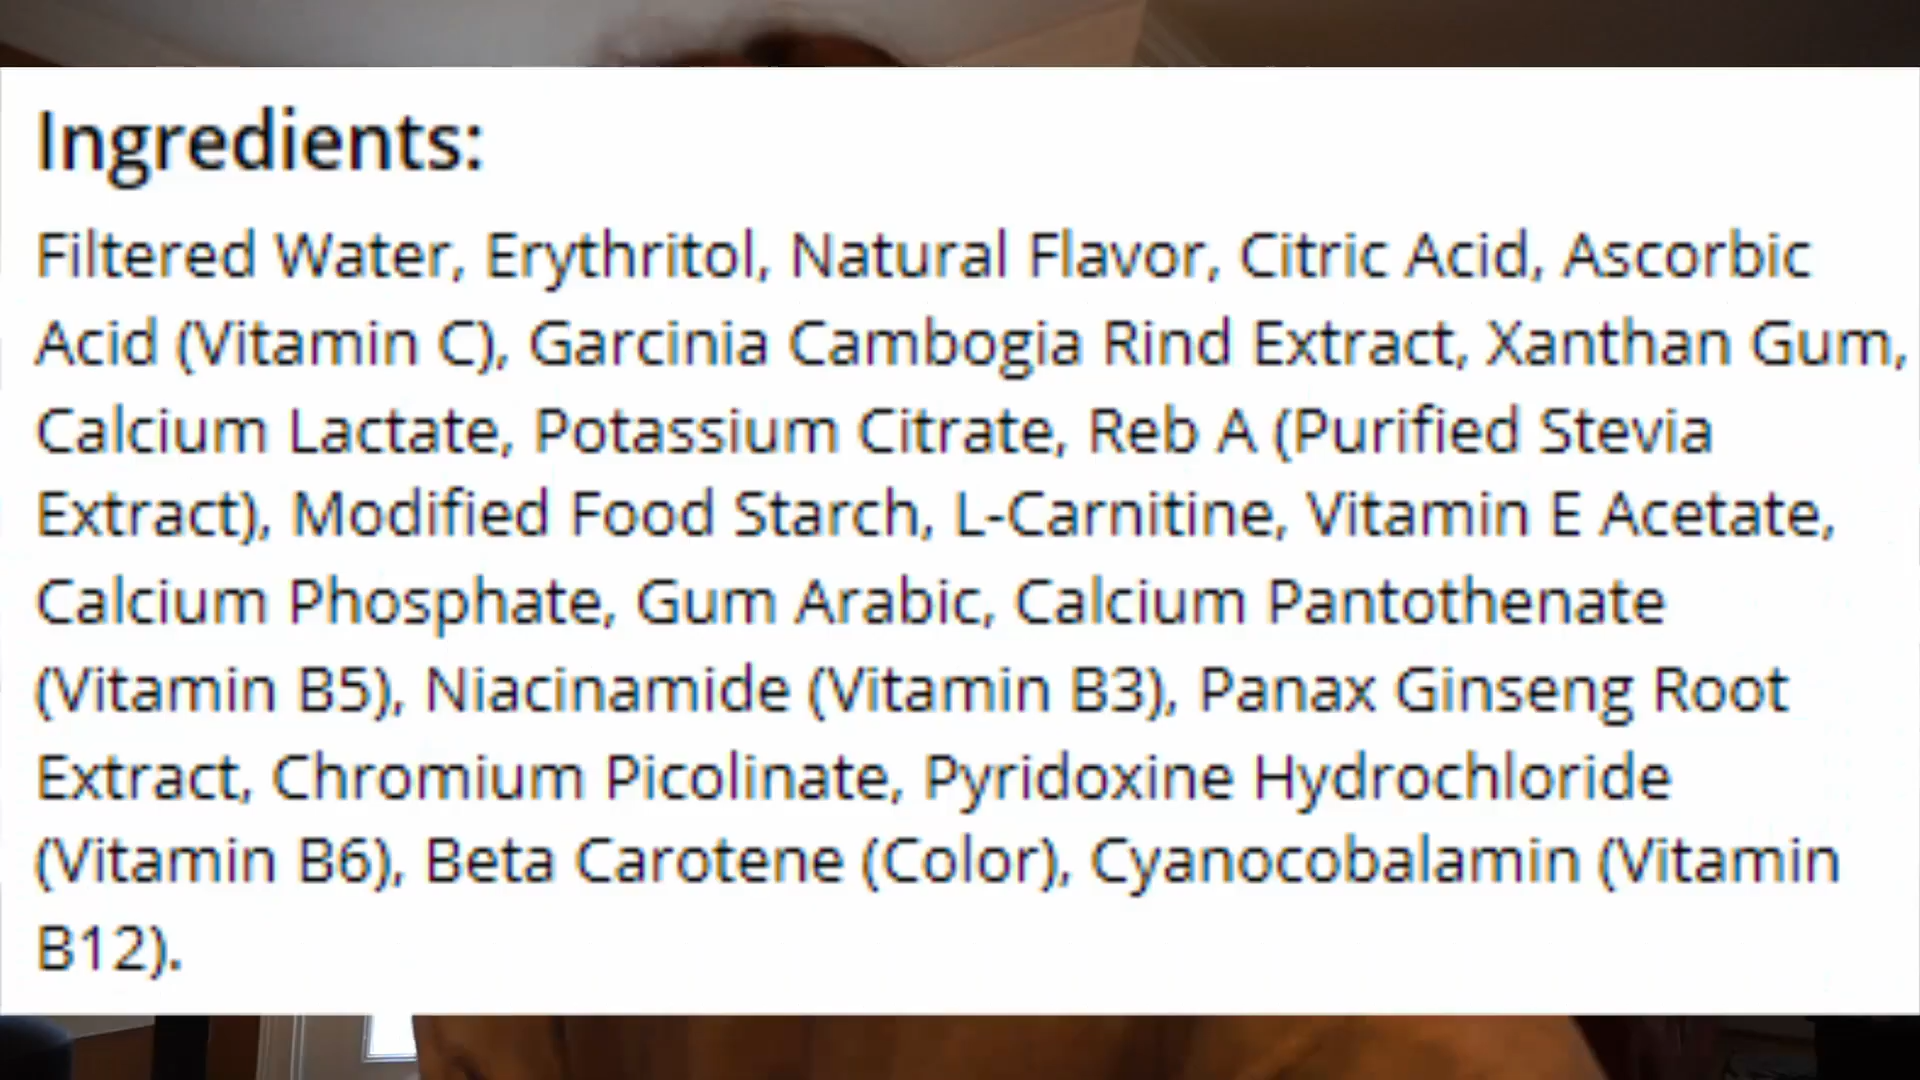 Ingredients:
Filtered Water, Erythritol, Natural Flavor, Citric Acid, Ascorbic
Acid (Vitamin C), Garcinia Cambogia Rind Extract, Xanthan Gum,
Calcium Lactate, Potassium Citrate, Reb A (Purified Stevia
Extract), Modified Food Starch, L-Carnitine, Vitamin E Acetate,
Calcium Phosphate, Gum Arabic, Calcium Pantothenate
(Vitamin B5), Niacinamide (Vitamin B3), Panax Ginseng Root
Extract, Chromium Picolinate, Pyridoxine Hydrochloride
(Vitamin B6), Beta Carotene (Color), Cyanocobalamin (Vitamin
B12).